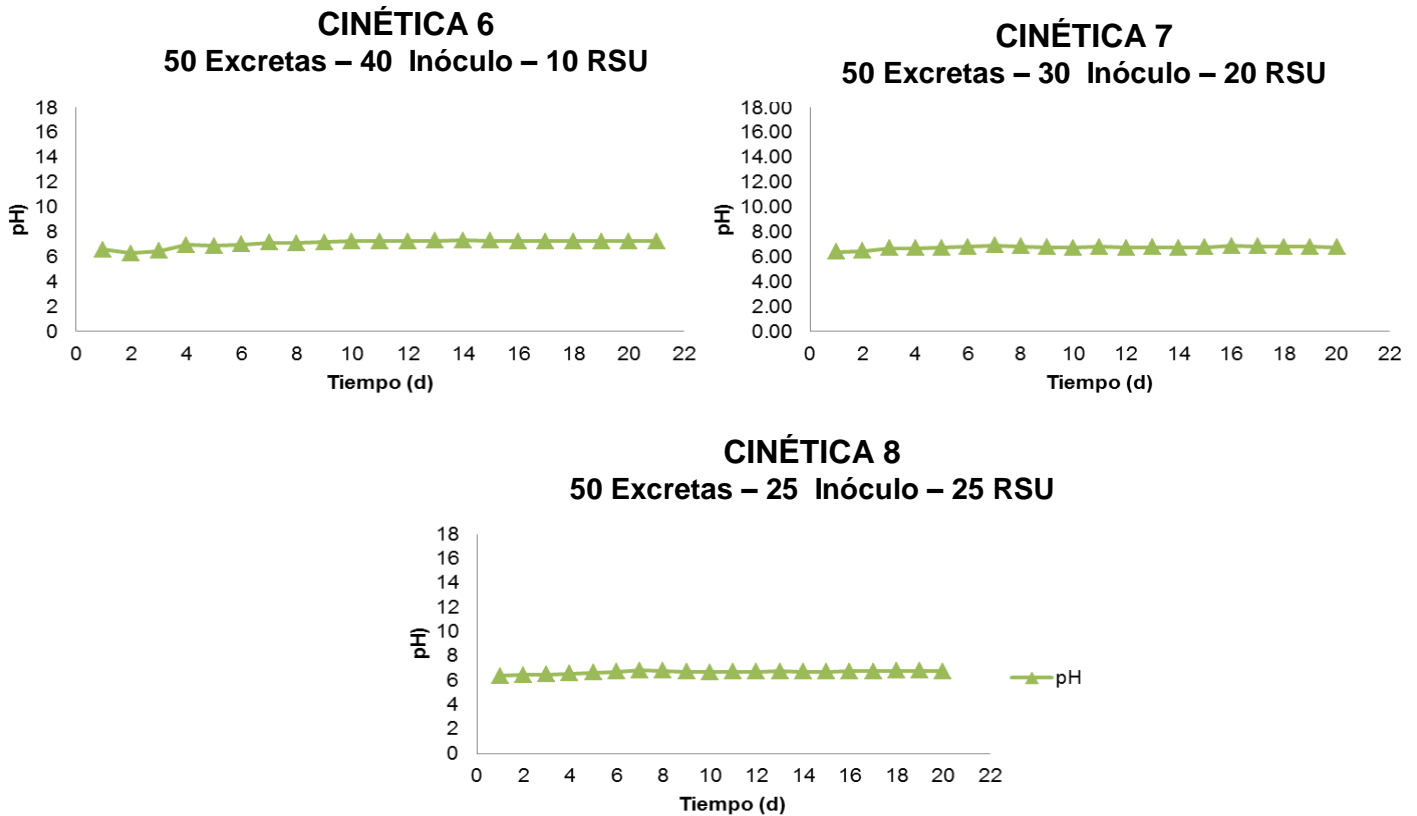 CINÉTICA 6
50 Excretas – 40 Inóculo – 10 RSU
18
16
14
12
10
8
6
4
2
0
pH)
0 2 4 6 8 10 12 14 16 18 20 22
Tiempo (d)
CINÉTICA 7
50 Excretas – 30 Inóculo – 20 RSU
18.00
16.00
14.00
12.00
10.00
8.00
6.00
4.00
2.00
0.00
pH)
0 2 4 6 8 10 12 14 16 18 20 22
Tiempo (d)
CINÉTICA 8
50 Excretas – 25 Inóculo – 25 RSU
18
16
14
12
10
8
6
4
2
0
pH)
0 2 4 6 8 10 12 14 16 18 20 22
Tiempo (d)
pH